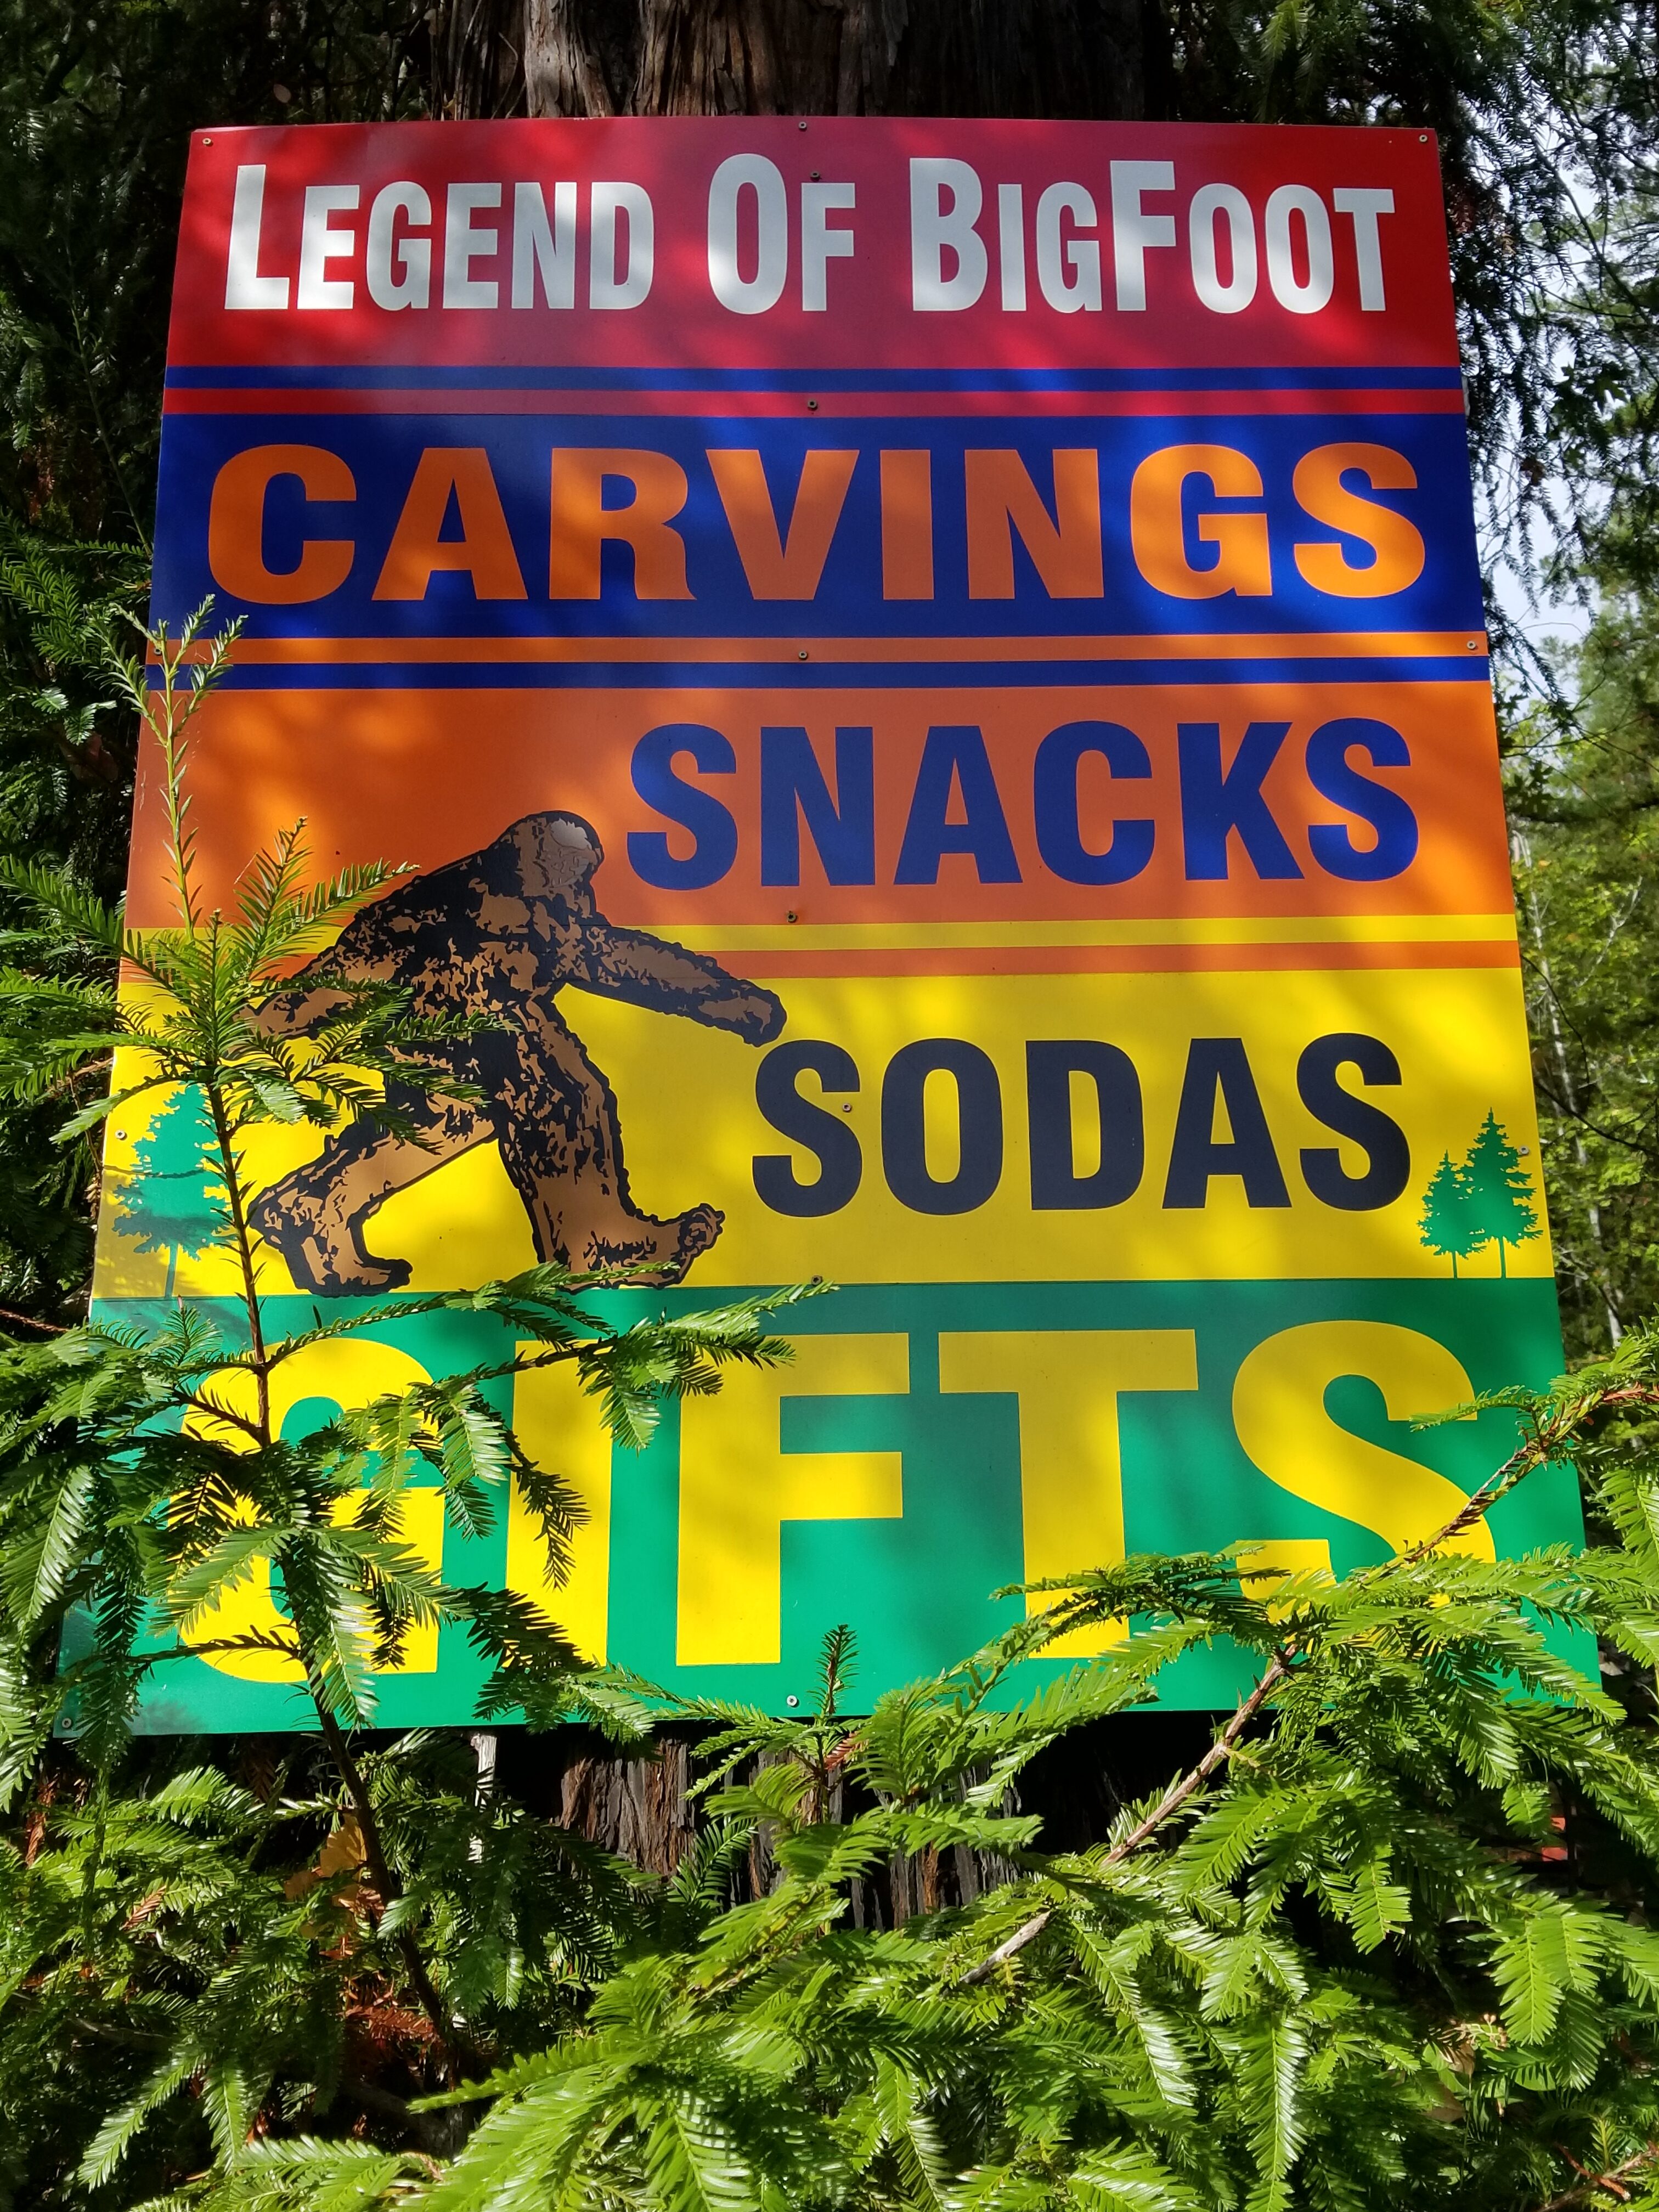 LEGEND OF BIGFOOT
CARVINGS
SNACKS
SODAS
GIFTS